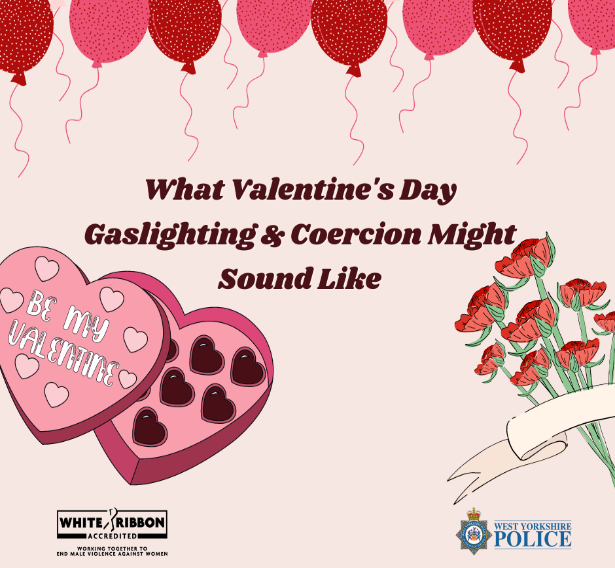 What Valentine's Day
Gaslighting & Coercion Might
Sound Like
BE MY
VALENTINE
WHITE RIBBON
ACCREDITED
WORKING TOGETHER TO
END MALE VIOLENCE AGAINST WOMEN
WEST YORKSHIRE
POLICE